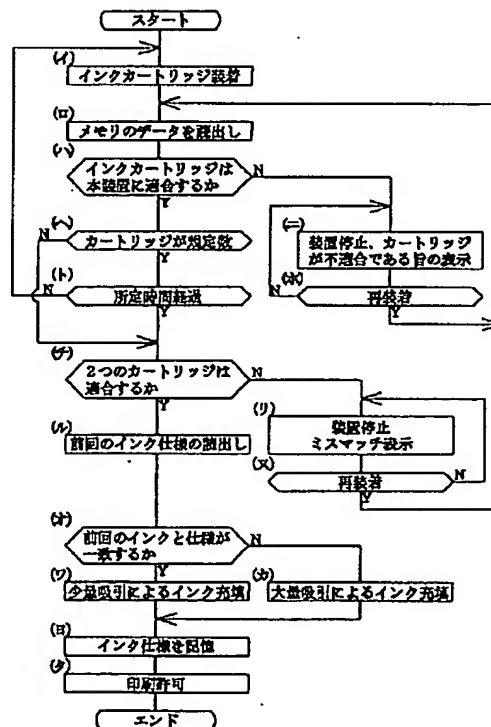 スタート
(イ)
インクカートリッジ装着
(ロ)
メモリのデータを読出し
(ハ)
インクカートリッジは
本装置に適合するか
N
Y
(ニ)
装置停止、カートリッジ
が不適合である旨の表示
(ホ)
再装着
N
Y
(ヘ)
カートリッジが規定数
N
Y
(ト)
所定時間経過
N
Y
(チ)
2つのカートリッジは
適合するか
N
Y
(リ)
装置停止
ミスマッチ表示
(ヌ)
再装着
N
Y
(ル)
前回のインク仕様の読出し
(オ)
前回のインクと仕様が
一致するか
N
Y
(ワ)
少量吸引によるインク充填
(カ)
大量吸引によるインク充填
(ヨ)
インク仕様を記憶
(タ)
印刷許可
エンド